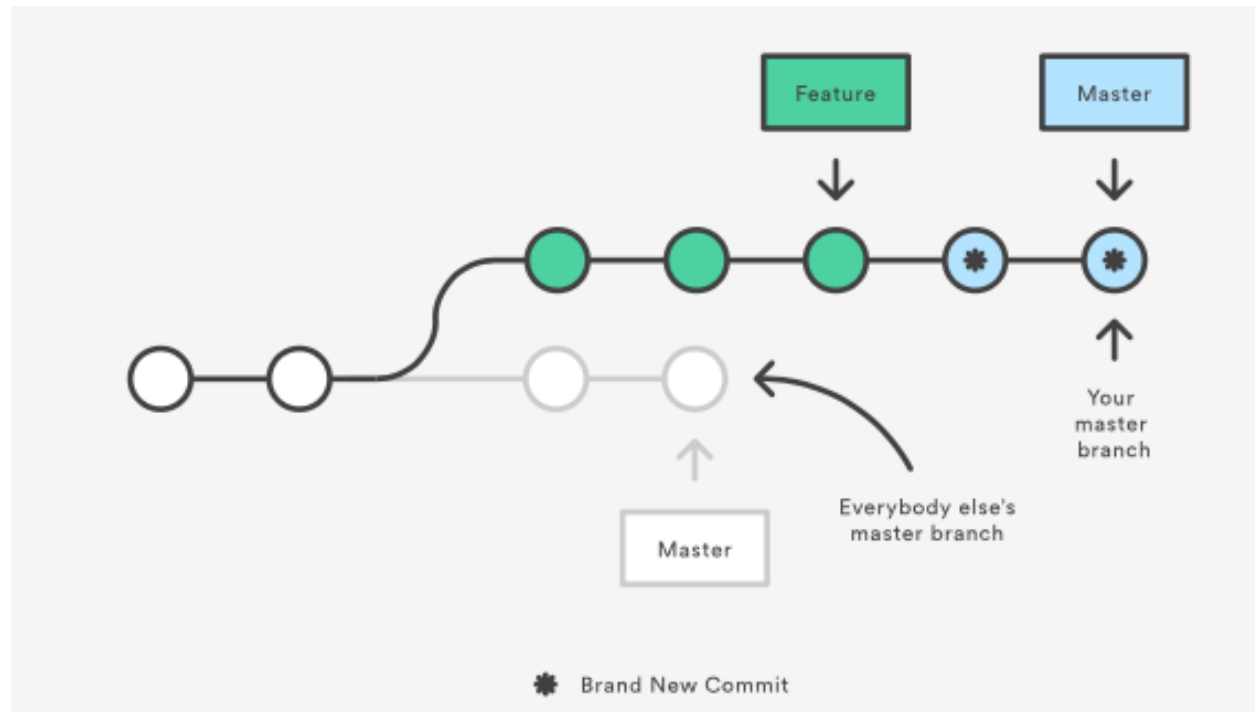 Feature
Master
Your
master
branch
Everybody else's
master branch
Master
Brand New Commit